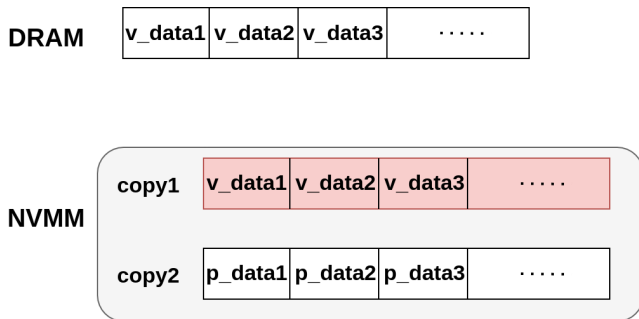 DRAM v_data1 v_data2 v_data3 .....
copy1 v_data1 v_data2 v_data3 .....
NVMM
copy2 p_data1 p_data2 p_data3 .....